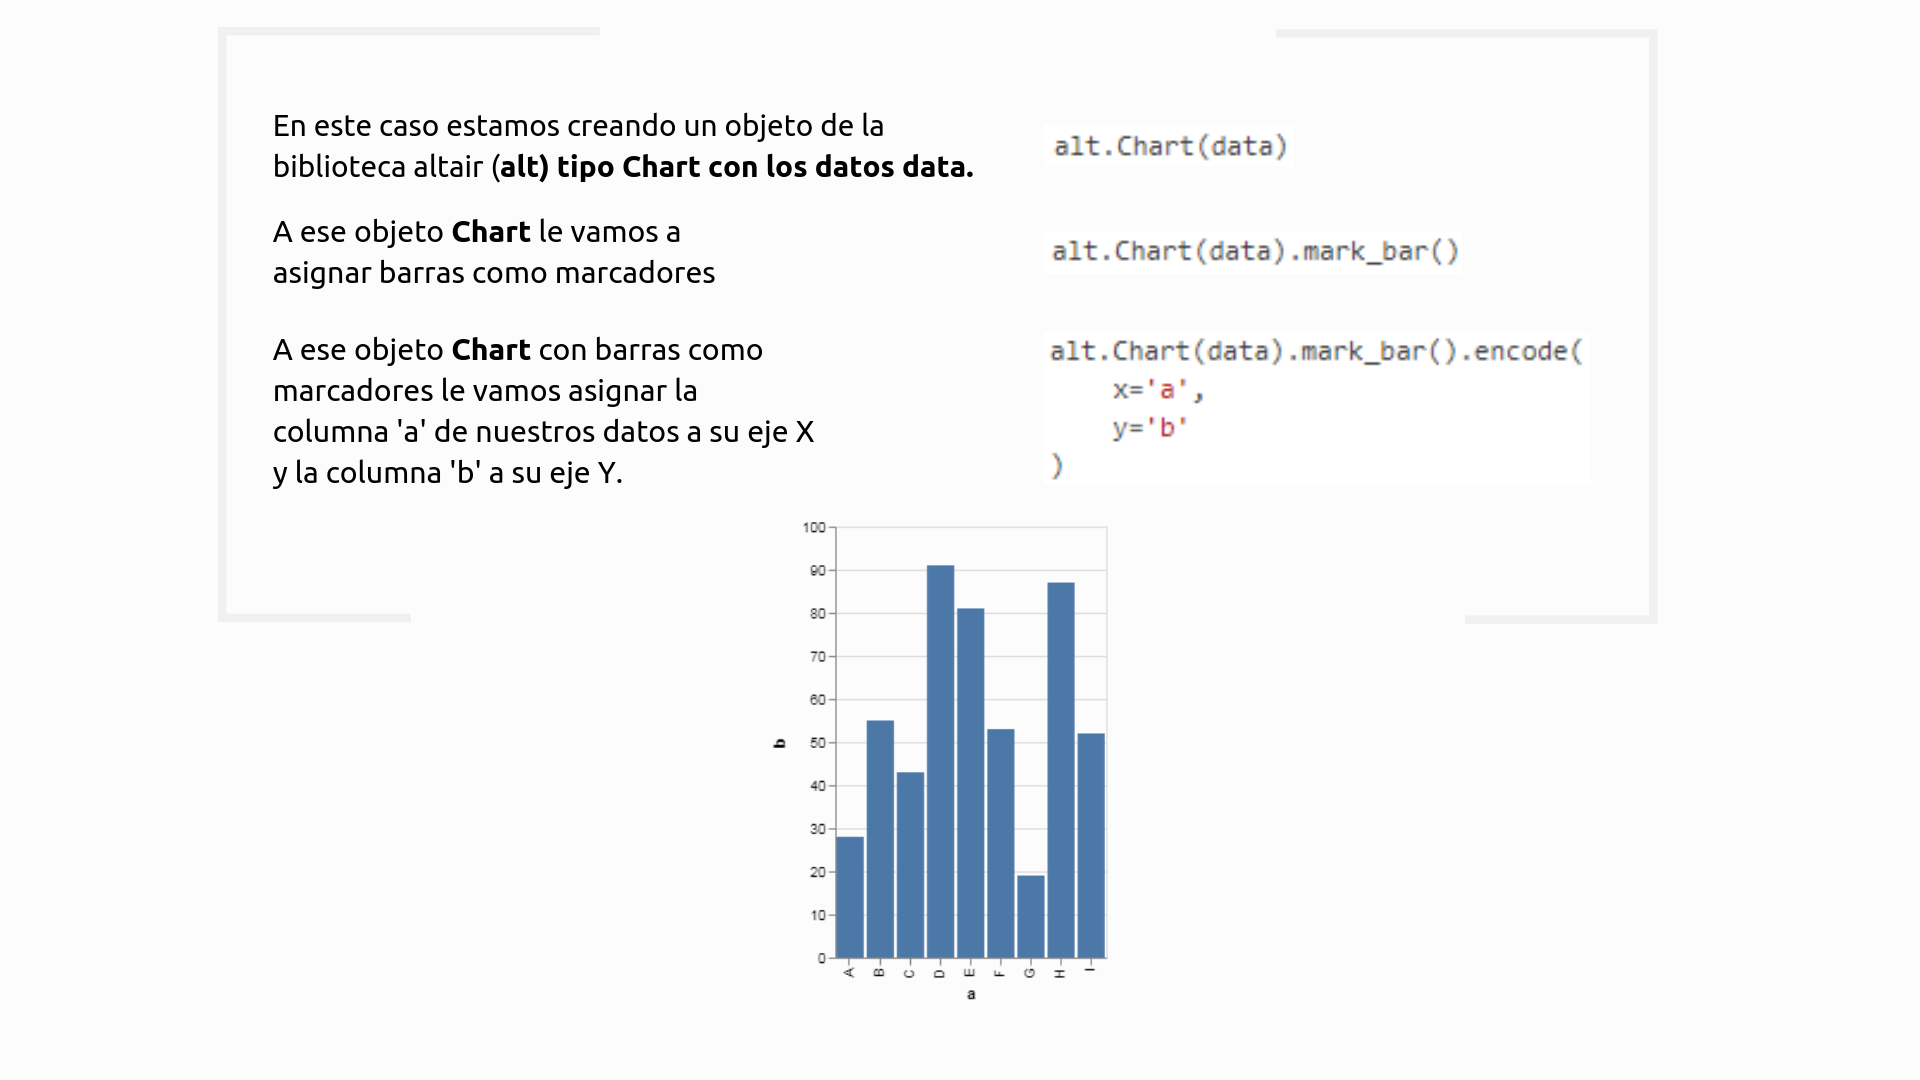 En este caso estamos creando un objeto de la
biblioteca altair (alt) tipo Chart con los datos data.
alt.Chart(data)
A ese objeto Chart le vamos a
asignar barras como marcadores
alt.Chart(data).mark_bar()
A ese objeto Chart con barras como
marcadores le vamos asignar la
columna 'a' de nuestros datos a su eje X
y la columna 'b' a su eje Y.
alt.Chart(data).mark_bar().encode(
    x='a',
    y='b'
)
100
90
80
70
60
50
40
30
20
10
0
b
A B C D E F G H I
a